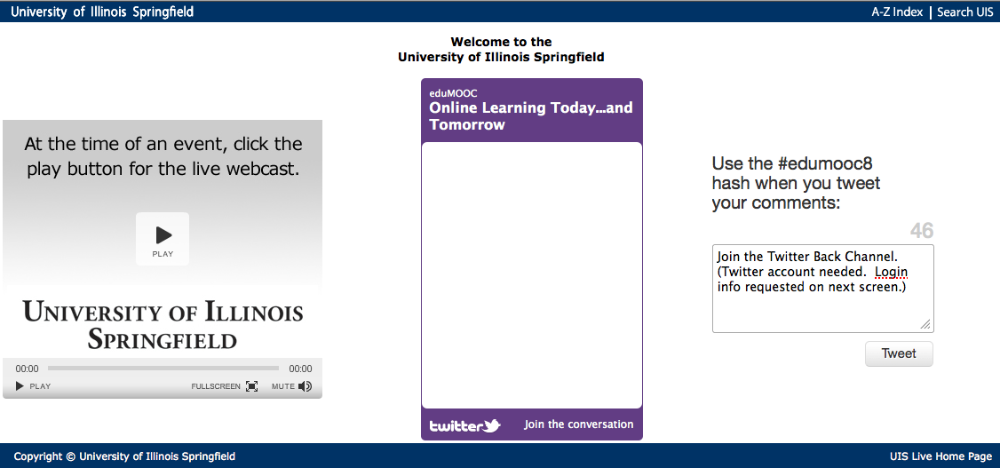 University of Illinois Springfield
A-Z Index | Search UIS
Welcome to the
University of Illinois Springfield
At the time of an event, click the
play button for the live webcast.
PLAY
UNIVERSITY OF ILLINOIS
SPRINGFIELD
00:00 00:00
PLAY FULLSCREEN MUTE
eduMOOC
Online Learning Today...and
Tomorrow
twitter Join the conversation
Use the #edumooc8
hash when you tweet
your comments:
46
Join the Twitter Back Channel.
(Twitter account needed.  Login
info requested on next screen.)
Tweet
Copyright © University of Illinois Springfield
UIS Live Home Page